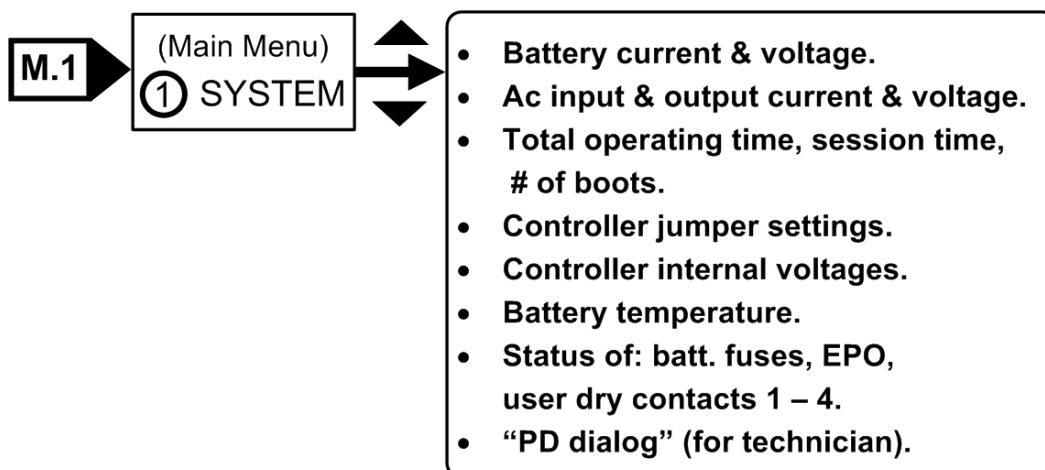 M.1
(Main Menu)
① SYSTEM
• Battery current & voltage.
• Ac input & output current & voltage.
• Total operating time, session time,
# of boots.
• Controller jumper settings.
• Controller internal voltages.
• Battery temperature.
• Status of: batt. fuses, EPO,
user dry contacts 1 – 4.
• “PD dialog” (for technician).